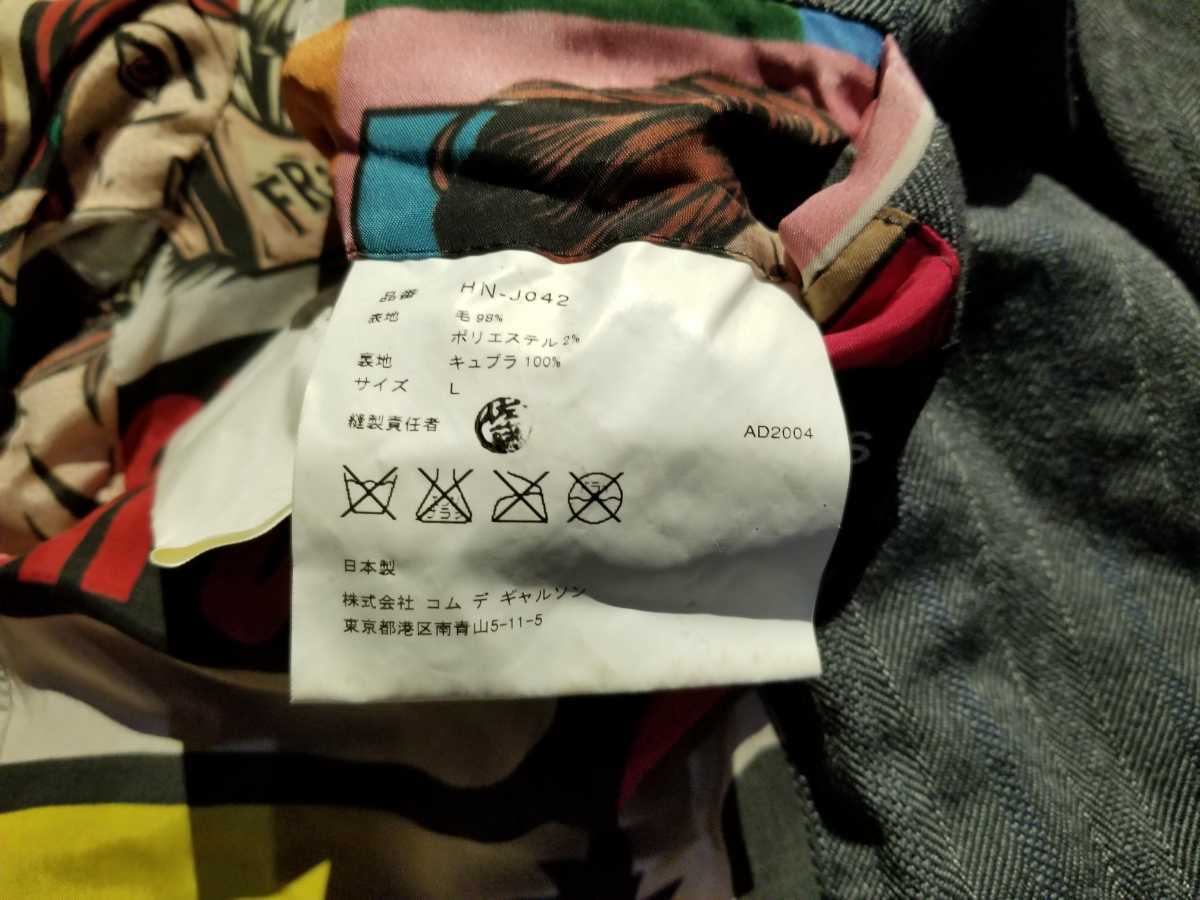 品番 HN-J042
表地 毛 98%
ポリエステル 2%
裏地 キュプラ 100%
サイズ L
縫製責任者 佐藤
AD2004
日本製
株式会社 コム デ ギャルソン
東京都港区南青山5-11-5